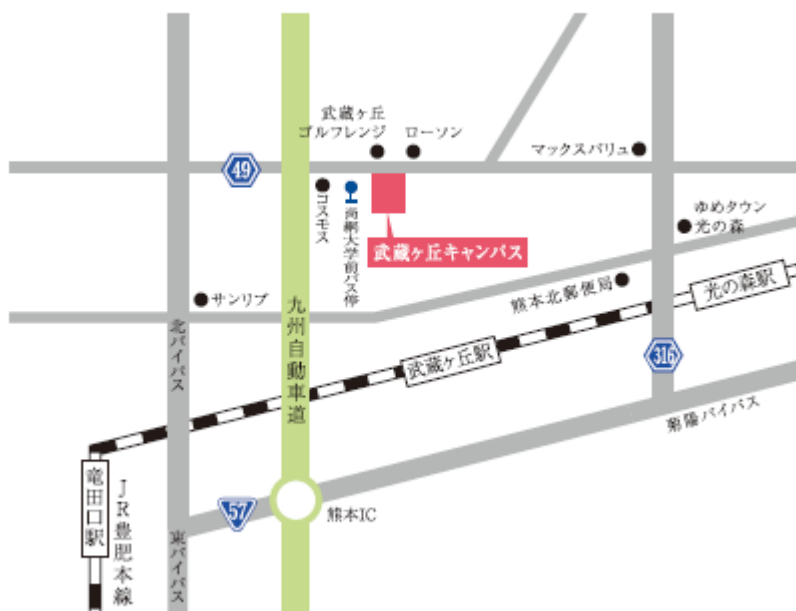 武蔵ヶ丘
ゴルフレンジ
ローソン
マックスバリュ
49
コスモス
尚絅大学前バス停
武蔵ヶ丘キャンパス
ゆめタウン
光の森
サンリブ
熊本北郵便局
光の森駅
北バイパス
九州自動車道
武蔵ヶ丘駅
316
菊陽バイパス
竜田口駅
JR豊肥本線
57
熊本IC
東バイパス